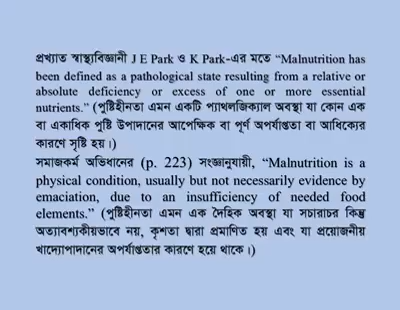 প্রখ্যাত স্বাস্থ্যবিজ্ঞানী J E Park ও K Park-এর মতে “Malnutrition has
been defined as a pathological state resulting from a relative or
absolute deficiency or excess of one or more essential
nutrients.” (পুষ্টিহীনতা এমন একটি প্যাথলজিক্যাল অবস্থা যা কোন এক
বা একাধিক পুষ্টি উপাদানের আপেক্ষিক বা পূর্ণ অপর্যাপ্ততা বা আধিক্যের
কারণে সৃষ্টি হয়।)
সমাজকর্ম অভিধানের (p. 223) সংজ্ঞানুযায়ী, “Malnutrition is a
physical condition, usually but not necessarily evidence by
emaciation, due to an insufficiency of needed food
elements.” (পুষ্টিহীনতা এমন এক দৈহিক অবস্থা যা সচারাচর কিন্তু
অত্যাবশ্যকীয়ভাবে নয়, কৃশতা দ্বারা প্রমাণিত হয় এবং যা প্রয়োজনীয়
খাদ্যোপাদানের অপর্যাপ্ততার কারণে হয়ে থাকে।)